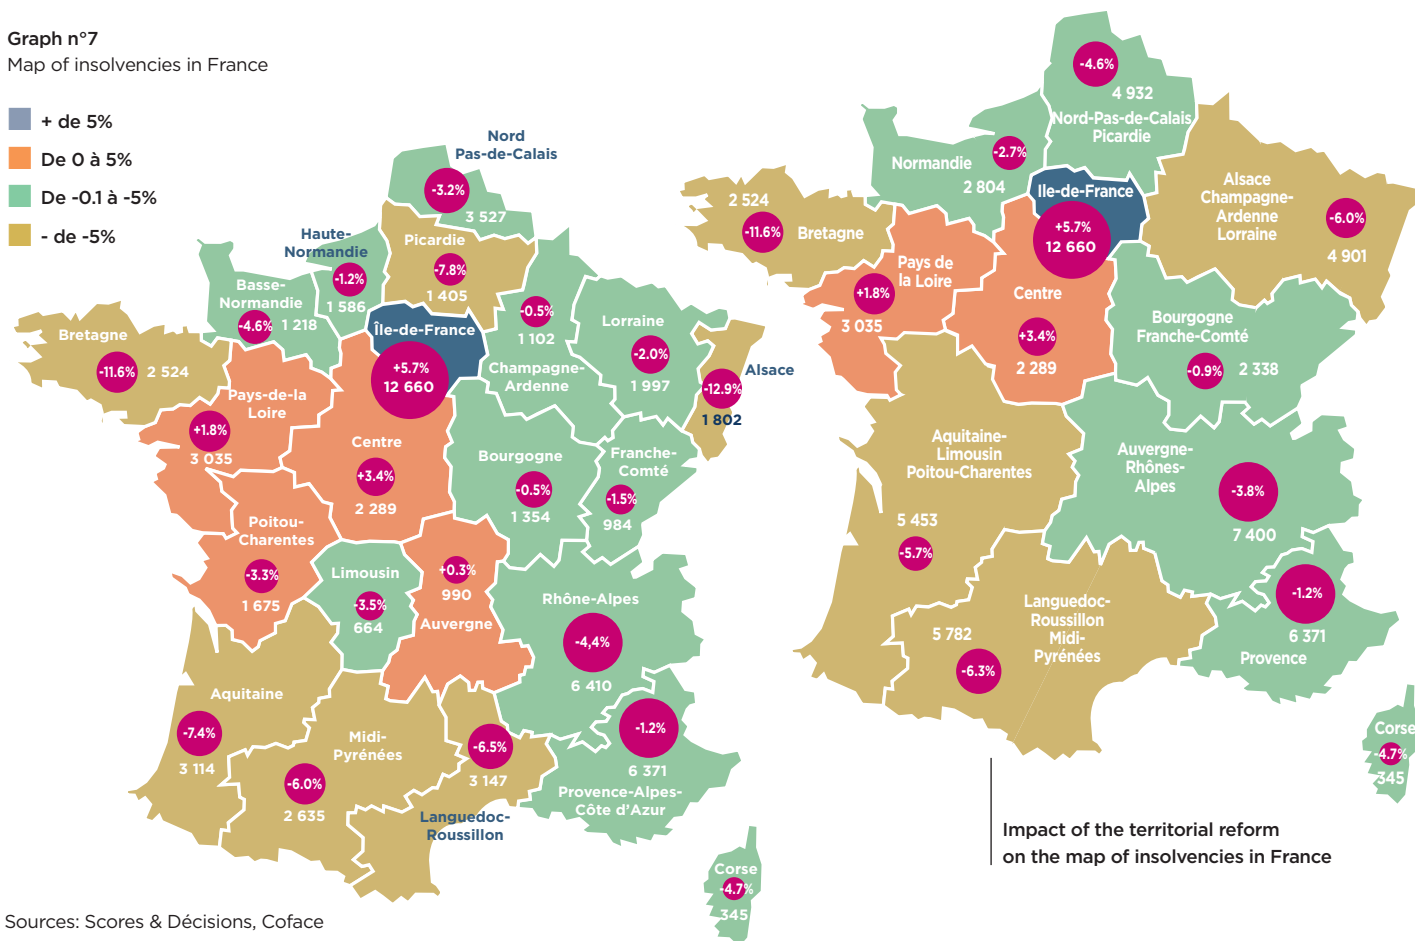 Graph n°7
Map of insolvencies in France
+ de 5%
De 0 à 5%
De -0.1 à -5%
- de -5%
Nord
Pas-de-Calais
-3.2%
3 527
Haute-
Normandie
-1.2%
1 586
Picardie
-7.8%
1 405
Basse-
Normandie
-4.6%
1 218
Bretagne
-11.6%
2 524
Île-de-France
+5.7%
12 660
-0.5%
1 102
Champagne-
Ardenne
Lorraine
-2.0%
1 997
Alsace
-12.9%
1 802
Pays-de-la
Loire
+1.8%
3 035
Centre
+3.4%
2 289
Bourgogne
-0.5%
1 354
Franche-
Comté
-1.5%
984
Poitou-
Charentes
-3.3%
1 675
Limousin
-3.5%
664
+0.3%
990
Auvergne
Rhône-Alpes
-4,4%
6 410
Aquitaine
-7.4%
3 114
Midi-
Pyrénées
-6.0%
2 635
-6.5%
3 147
Languedoc-
Roussillon
-1.2%
6 371
Provence-Alpes-
Côte d'Azur
Corse
-4.7%
345
-4.6%
4 932
Nord-Pas-de-Calais
Picardie
Normandie
-2.7%
2 804
Ile-de-France
+5.7%
12 660
Alsace
Champagne-
Ardenne
Lorraine
-6.0%
4 901
2 524
-11.6%
Bretagne
Pays de
la Loire
+1.8%
3 035
Centre
+3.4%
2 289
Bourgogne
Franche-Comté
-0.9%
2 338
Aquitaine-
Limousin
Poitou-Charentes
5 453
-5.7%
Auvergne-
Rhônes-
Alpes
-3.8%
7 400
Languedoc-
Roussillon
Midi-
Pyrénées
5 782
-6.3%
-1.2%
6 371
Provence
Corse
-4.7%
345
Impact of the territorial reform
on the map of insolvencies in France
Sources: Scores & Décisions, Coface